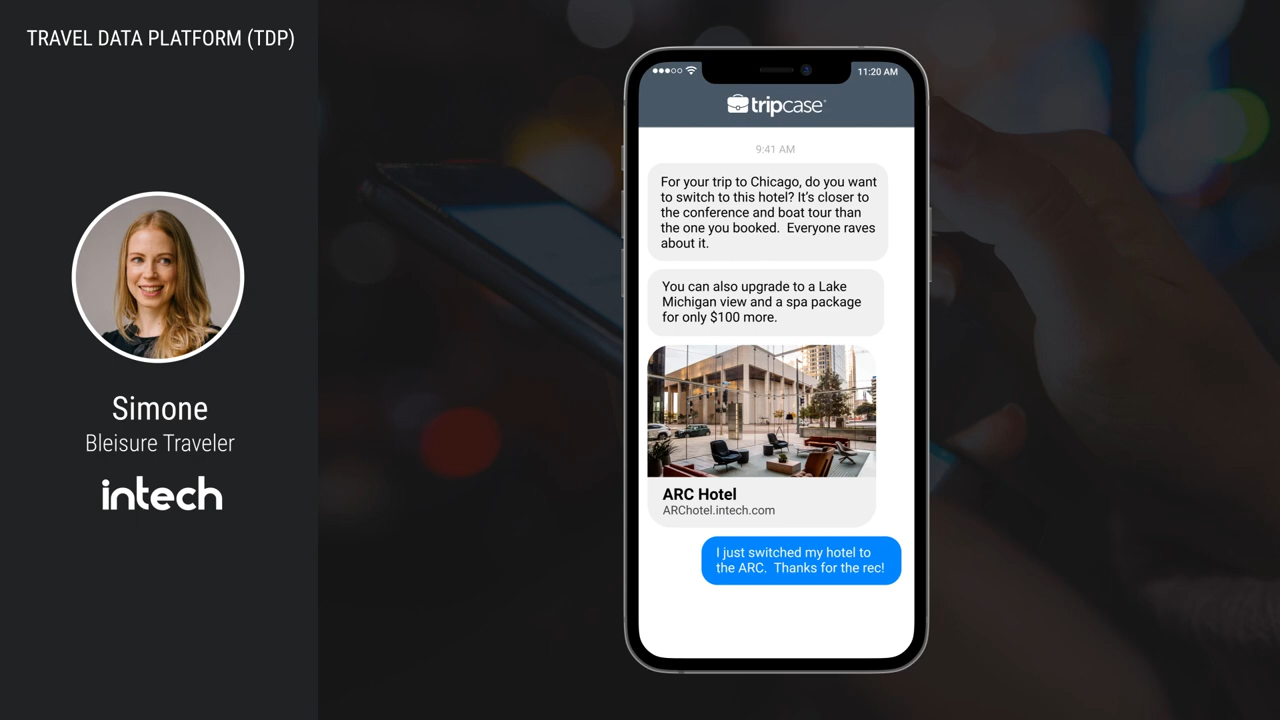 TRAVEL DATA PLATFORM (TDP)
Simone
Bleisure Traveler
intech
11:20 AM
tripcase
9:41 AM
For your trip to Chicago, do you want
to switch to this hotel? It's closer to
the conference and boat tour than
the one you booked.  Everyone raves
about it.
You can also upgrade to a Lake
Michigan view and a spa package
for only $100 more.
ARC Hotel
ARChotel.intech.com
I just switched my hotel to
the ARC.  Thanks for the rec!